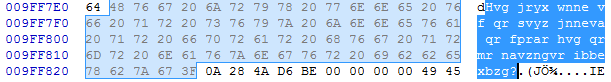 009FF7E0 64 48 76 67 20 6A 72 79 78 20 77 6E 6E 65 20 76 dHvg jryx wnne v
009FF7F0 66 20 71 72 20 73 76 79 7A 20 6A 6E 6E 65 76 61 f qr svyz jnneva
009FF800 20 71 72 20 66 70 72 61 72 20 68 76 67 20 71 72 qr fprar hvg qr
009FF810 6D 72 20 6E 61 76 7A 6E 67 76 72 20 69 62 62 65 mr navzngvr ibbe
009FF820 78 62 7A 67 3F 0A 28 4A D6 BE 00 00 00 00 49 45 xbzg?.(JÖ¾....IE